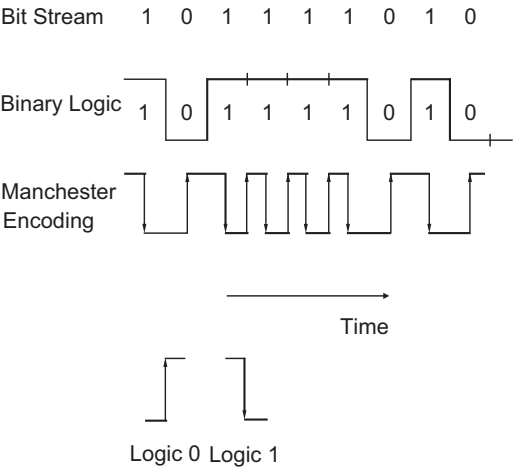 Bit Stream 1 0 1 1 1 1 0 1 0
Binary Logic 1 0 1 1 1 1 0 1 0
Manchester
Encoding
Time
Logic 0 Logic 1